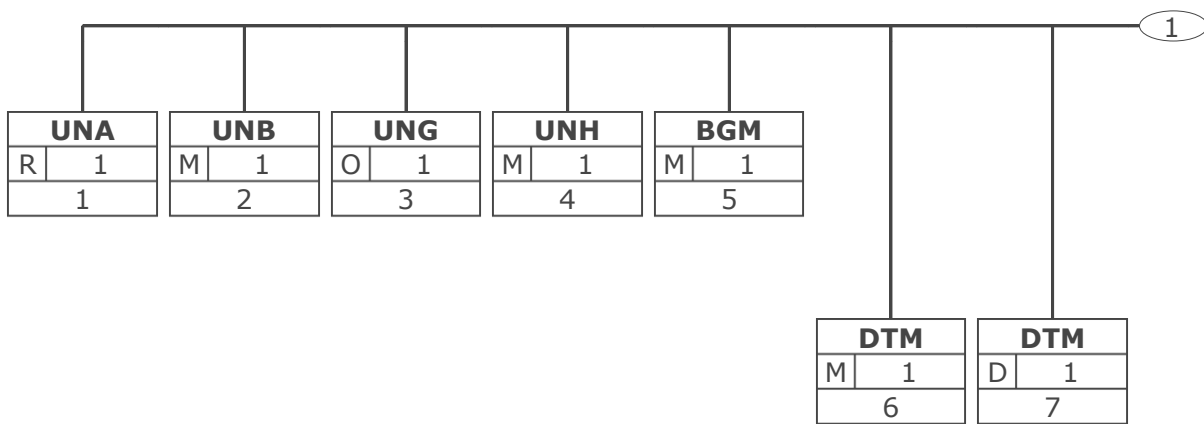 1
UNA UNB UNG UNH BGM
R 1 M 1 O 1 M 1 M 1
1 2 3 4 5
DTM DTM
M 1 D 1
6 7